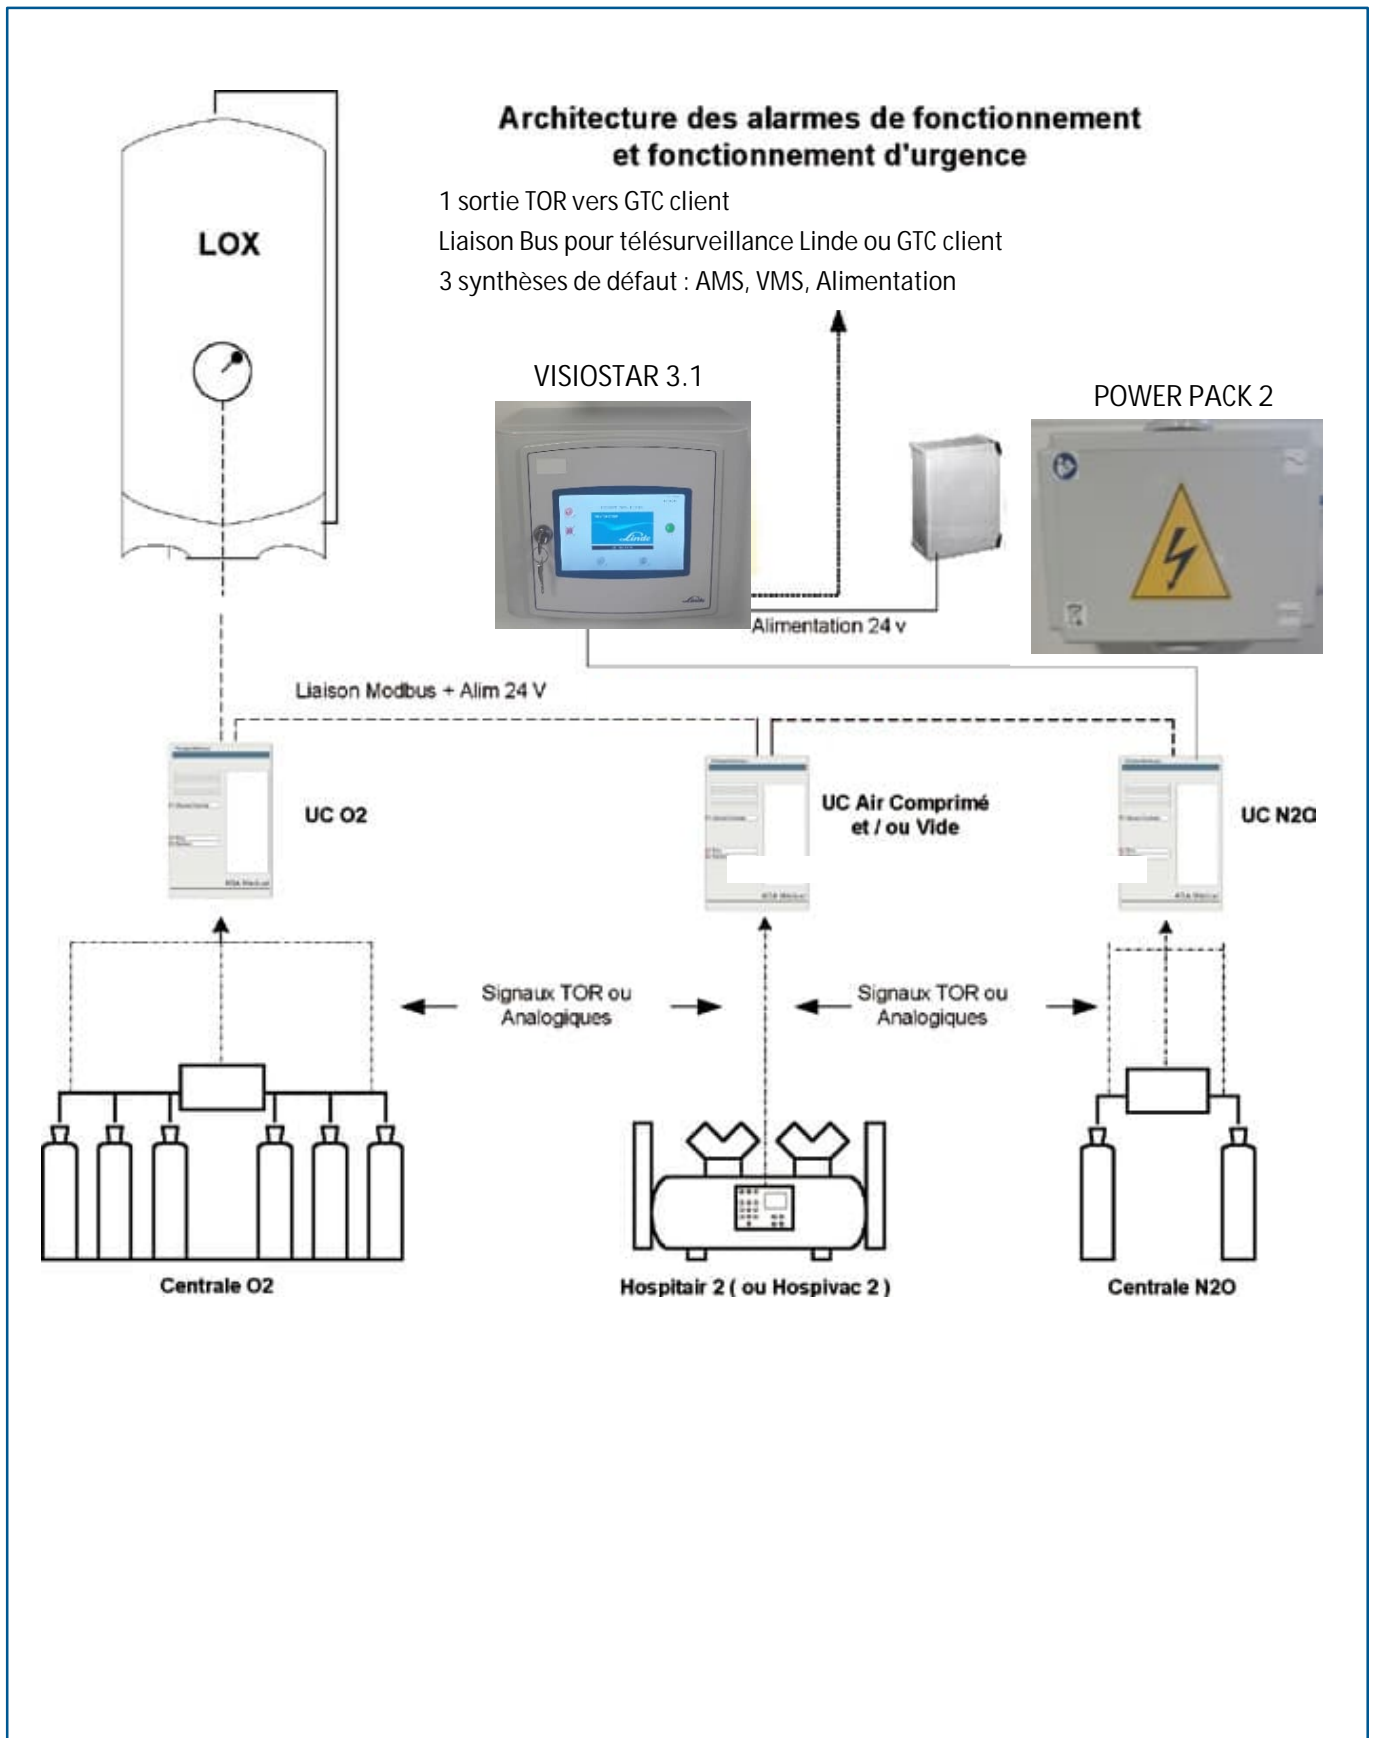 Architecture des alarmes de fonctionnement
et fonctionnement d'urgence
1 sortie TOR vers GTC client
Liaison Bus pour télésurveillance Linde ou GTC client
3 synthèses de défaut : AMS, VMS, Alimentation
LOX
VISIOSTAR 3.1
POWER PACK 2
Linde
Alimentation 24 v
Liaison Modbus + Alim 24 V
UC O2
UC Air Comprimé
et / ou Vide
UC N2O
Signaux TOR ou
Analogiques
Signaux TOR ou
Analogiques
Centrale O2
Hospitair 2 ( ou Hospivac 2 )
Centrale N2O